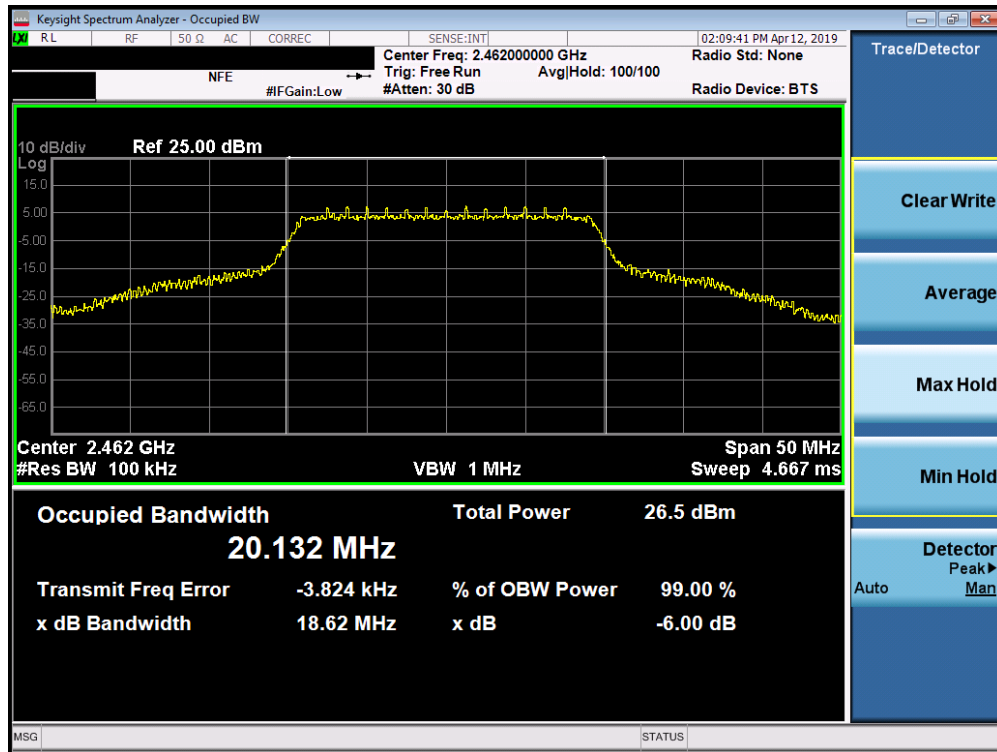 Keysight Spectrum Analyzer - Occupied BW
LXI RL RF 50 Ω AC CORREC SENSE:INT 02:09:41 PM Apr 12, 2019
Center Freq: 2.462000000 GHz Radio Std: None
NFE Trig: Free Run Avg|Hold: 100/100
#IFGain:Low #Atten: 30 dB Radio Device: BTS
Trace/Detector
10 dB/div Ref 25.00 dBm
Log
15.0
5.00
-5.00
-15.0
-25.0
-35.0
-45.0
-55.0
-65.0
Center 2.462 GHz Span 50 MHz
#Res BW 100 kHz VBW 1 MHz Sweep 4.667 ms
Occupied Bandwidth Total Power 26.5 dBm
20.132 MHz
Transmit Freq Error -3.824 kHz % of OBW Power 99.00 %
x dB Bandwidth 18.62 MHz x dB -6.00 dB
Clear Write
Average
Max Hold
Min Hold
Detector
Peak▶
Auto Man
MSG STATUS